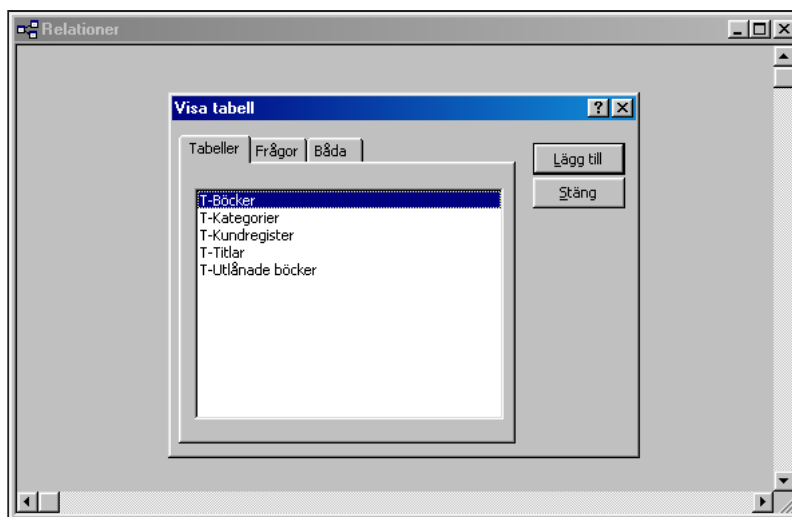 Relationer
Visa tabell
Tabeller Frågor Båda
Lägg till
Stäng
T-Böcker
T-Kategorier
T-Kundregister
T-Titlar
T-Utlånade böcker